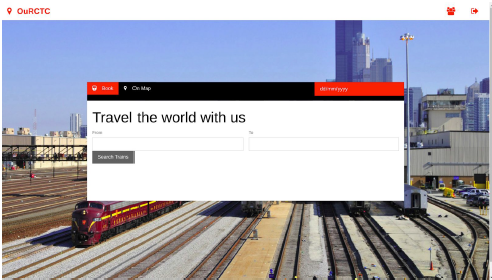 OuRCTC
Book On Map dd/mm/yyyy
Travel the world with us
From To
Search Trains